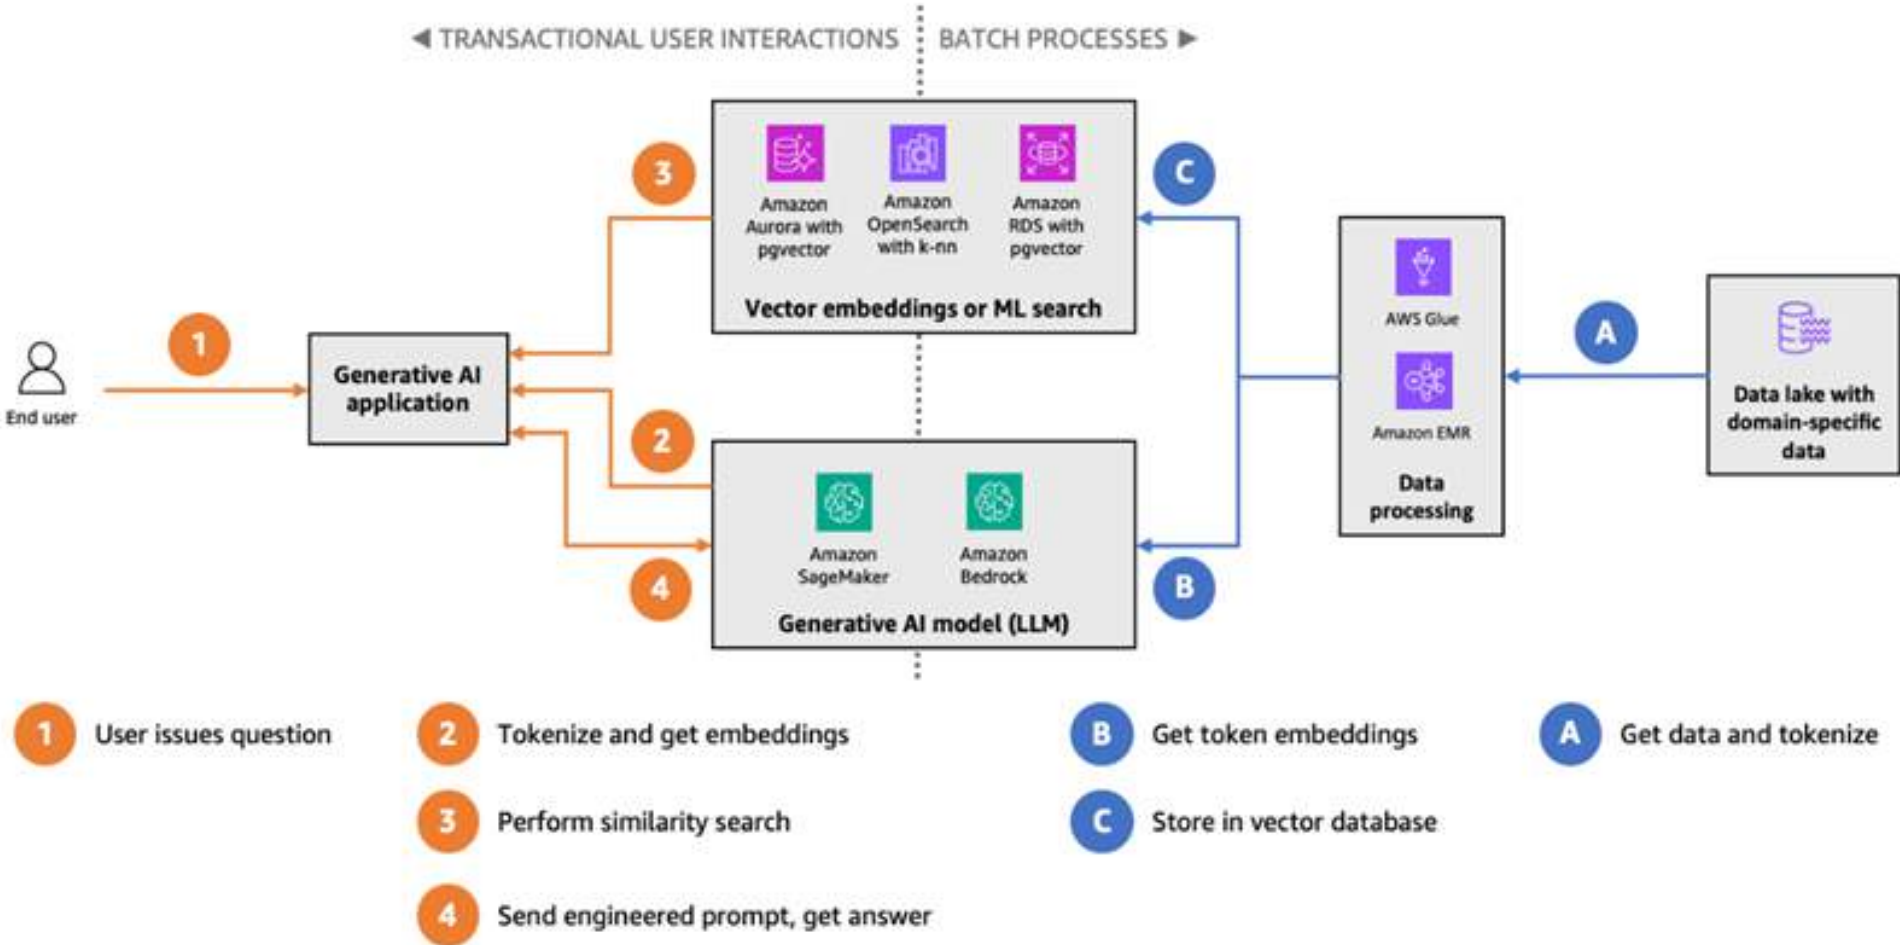 ◀ TRANSACTIONAL USER INTERACTIONS
BATCH PROCESSES ▶
3
C
Amazon
Aurora with
pgvector
Amazon
OpenSearch
with k-nn
Amazon
RDS with
pgvector
Vector embeddings or ML search
AWS Glue
Amazon EMR
Data
processing
A
Data lake with
domain-specific
data
1
End user
Generative AI
application
2
4
Amazon
SageMaker
Amazon
Bedrock
Generative AI model (LLM)
B
1 User issues question
2 Tokenize and get embeddings
B Get token embeddings
A Get data and tokenize
3 Perform similarity search
C Store in vector database
4 Send engineered prompt, get answer